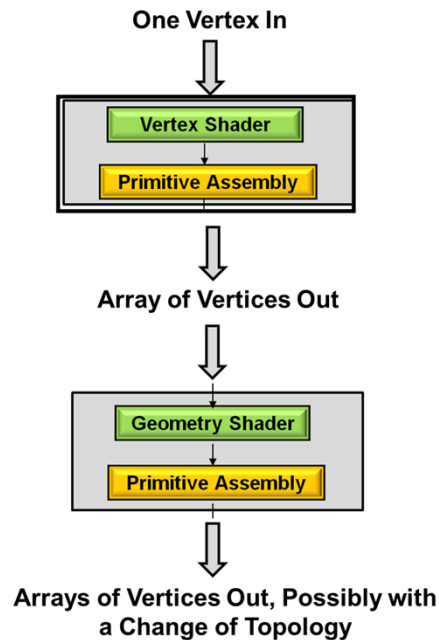 One Vertex In
Vertex Shader
Primitive Assembly
Array of Vertices Out
Geometry Shader
Primitive Assembly
Arrays of Vertices Out, Possibly with
a Change of Topology